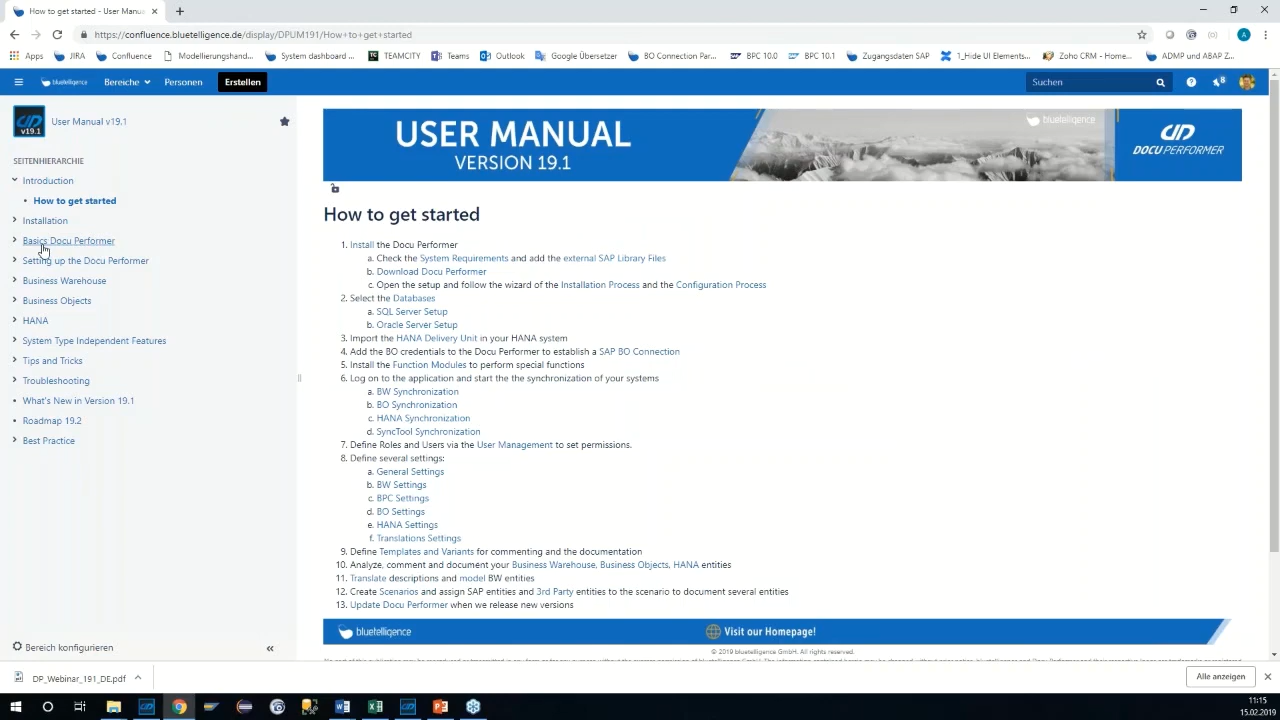 How to get started - User Manu
https://confluence.bluetelligence.de/display/DPUM191/How+to+get+started
Apps JIRA Confluence Modellierungshand... System dashboard ... TEAMCITY Teams Outlook Google Übersetzer BO Connection Par... BPC 10.0 BPC 10.1 Zugangsdaten SAP 1_Hide UI Elements... Zoho CRM - Home... ADMP und ABAP Z...
bluetelligence Bereiche Personen Erstellen Suchen 8
v19.1 User Manual v19.1
SEITENHIERARCHIE
Introduction
How to get started
Installation
Basics Docu Performer
Setting up the Docu Performer
Business Warehouse
Business Objects
HANA
System Type Independent Features
Tips and Tricks
Troubleshooting
What's New in Version 19.1
Roadmap 19.2
Best Practice
Bereich konfigurieren
USER MANUAL
VERSION 19.1
bluetelligence
DOCU PERFORMER
How to get started
1. Install the Docu Performer
a. Check the System Requirements and add the external SAP Library Files
b. Download Docu Performer
c. Open the setup and follow the wizard of the Installation Process and the Configuration Process
2. Select the Databases
a. SQL Server Setup
b. Oracle Server Setup
3. Import the HANA Delivery Unit in your HANA system
4. Add the BO credentials to the Docu Performer to establish a SAP BO Connection
5. Install the Function Modules to perform special functions
6. Log on to the application and start the the synchronization of your systems
a. BW Synchronization
b. BO Synchronization
c. HANA Synchronization
d. SyncTool Synchronization
7. Define Roles and Users via the User Management to set permissions.
8. Define several settings:
a. General Settings
b. BW Settings
c. BPC Settings
d. BO Settings
e. HANA Settings
f. Translations Settings
9. Define Templates and Variants for commenting and the documentation
10. Analyze, comment and document your Business Warehouse, Business Objects, HANA entities
11. Translate descriptions and model BW entities
12. Create Scenarios and assign SAP entities and 3rd Party entities to the scenario to document several entities
13. Update Docu Performer when we release new versions
bluetelligence Visit our Homepage!
© 2019 bluetelligence GmbH. All rights reserved.
DP_Webinar_191_DE.pdf Alle anzeigen
11:15
15.02.2019